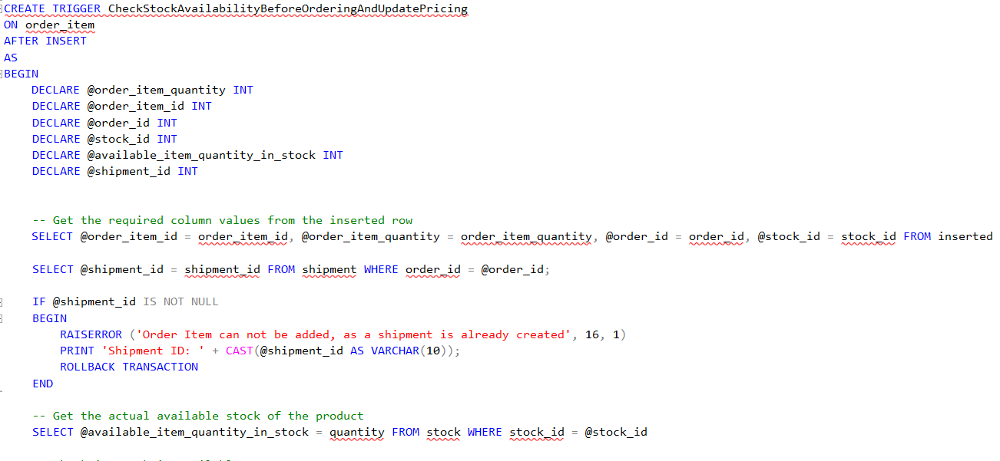 CREATE TRIGGER CheckStockAvailabilityBeforeOrderingAndUpdatePricing
ON order_item
AFTER INSERT
AS
BEGIN
DECLARE @order_item_quantity INT
DECLARE @order_item_id INT
DECLARE @order_id INT
DECLARE @stock_id INT
DECLARE @available_item_quantity_in_stock INT
DECLARE @shipment_id INT
-- Get the required column values from the inserted row
SELECT @order_item_id = order_item_id, @order_item_quantity = order_item_quantity, @order_id = order_id, @stock_id = stock_id FROM inserted
SELECT @shipment_id = shipment_id FROM shipment WHERE order_id = @order_id;
IF @shipment_id IS NOT NULL
BEGIN
RAISERROR ('Order Item can not be added, as a shipment is already created', 16, 1)
PRINT 'Shipment ID: ' + CAST(@shipment_id AS VARCHAR(10));
ROLLBACK TRANSACTION
END
-- Get the actual available stock of the product
SELECT @available_item_quantity_in_stock = quantity FROM stock WHERE stock_id = @stock_id